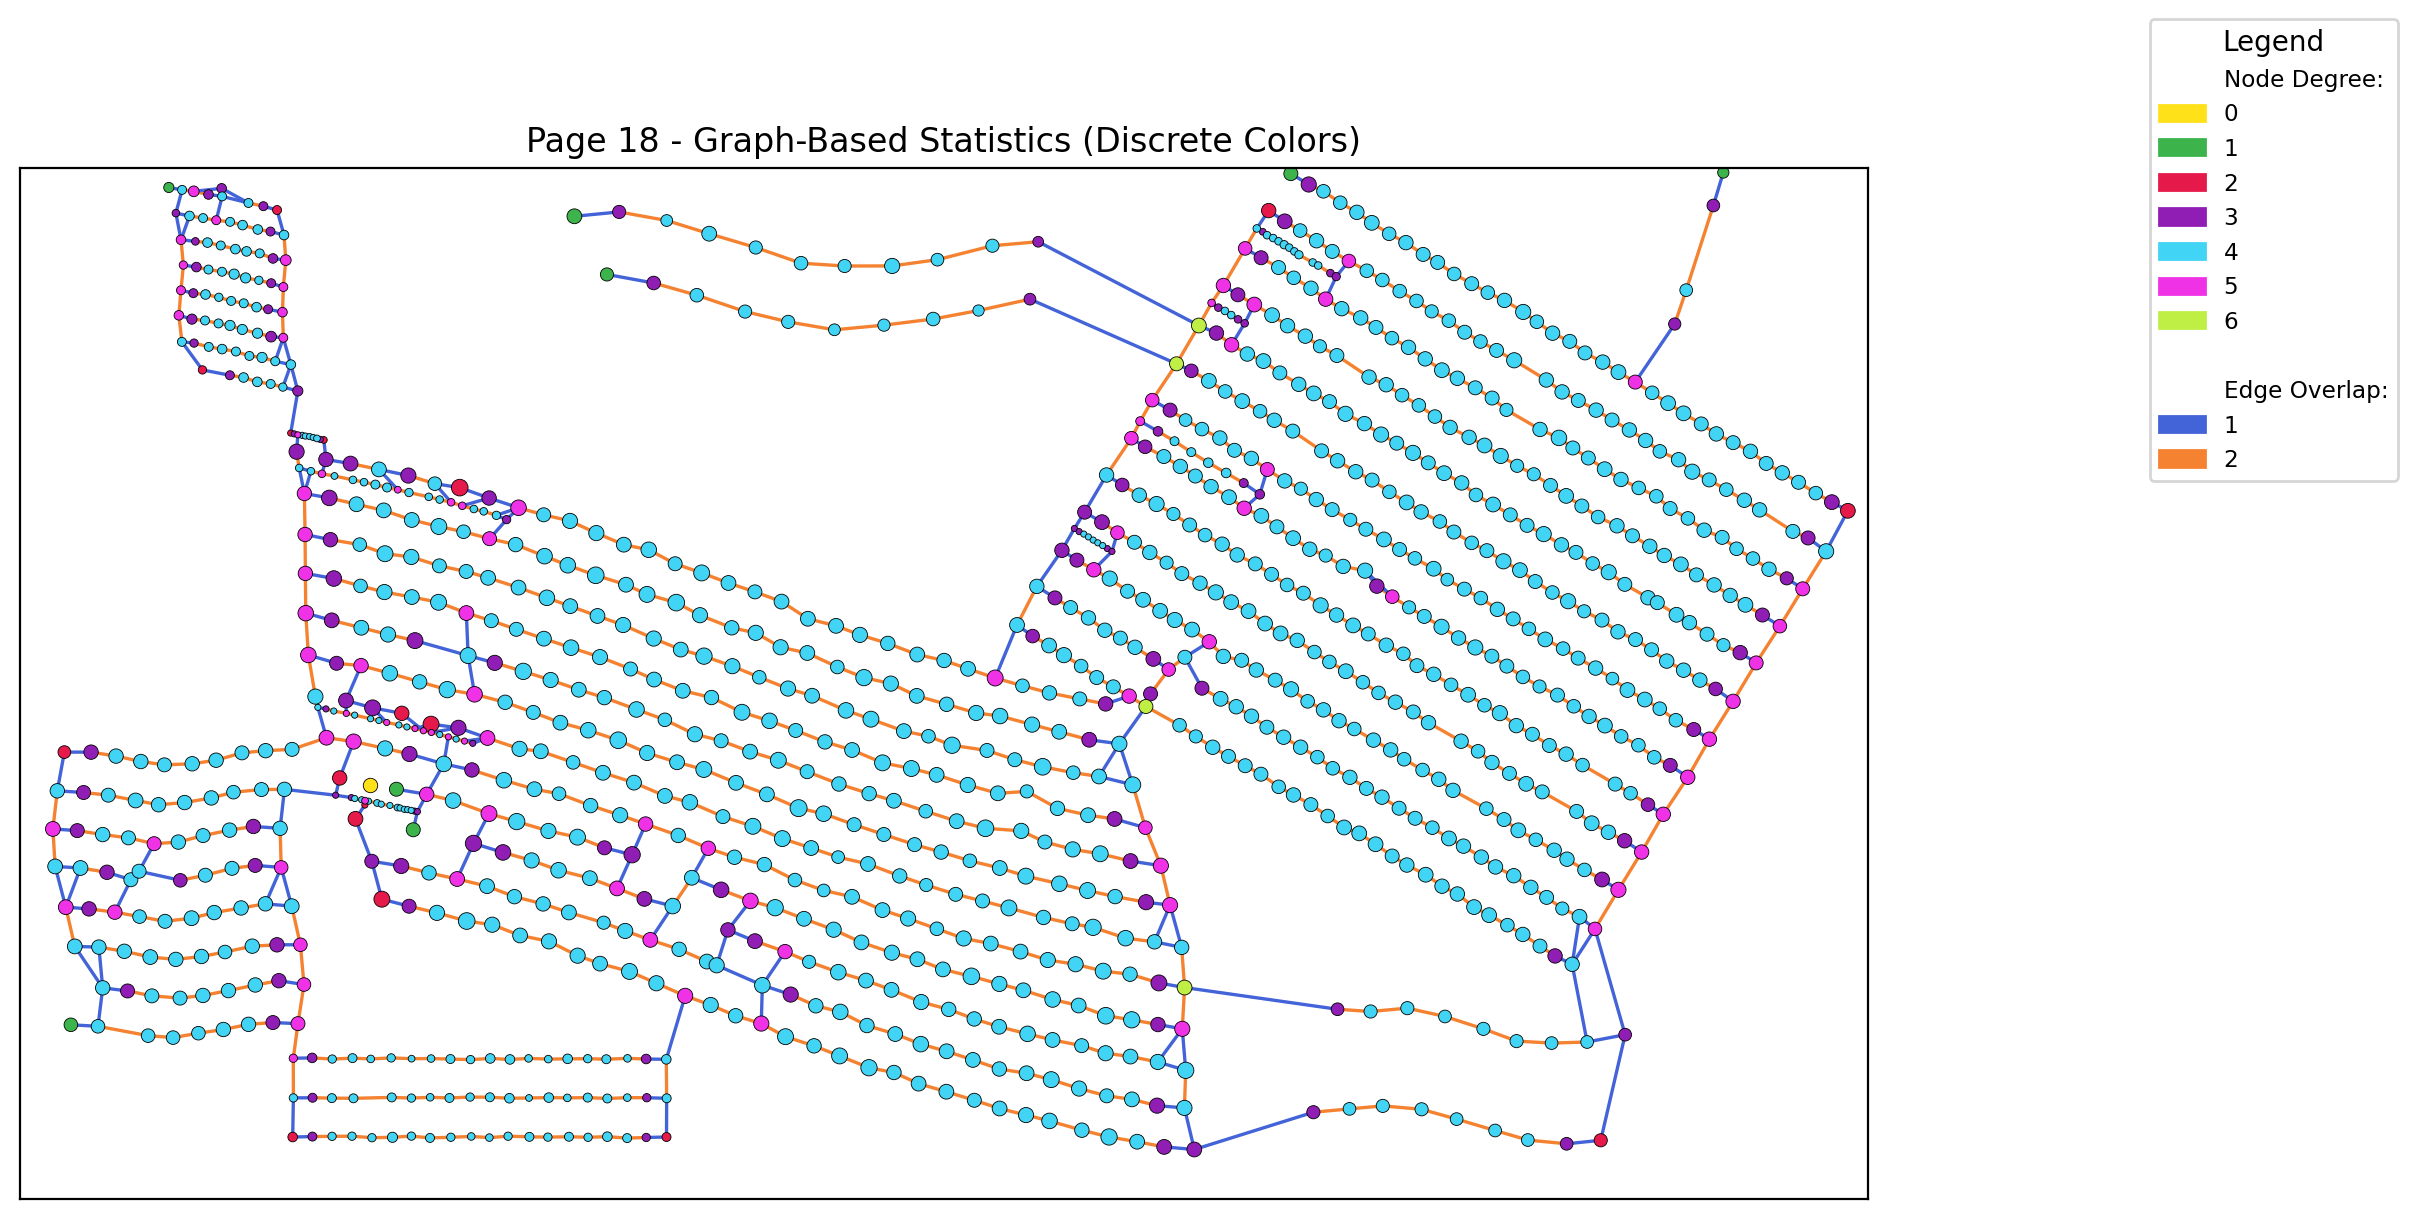 Page 18 - Graph-Based Statistics (Discrete Colors)
Legend
Node Degree:
0
1
2
3
4
5
6
Edge Overlap:
1
2